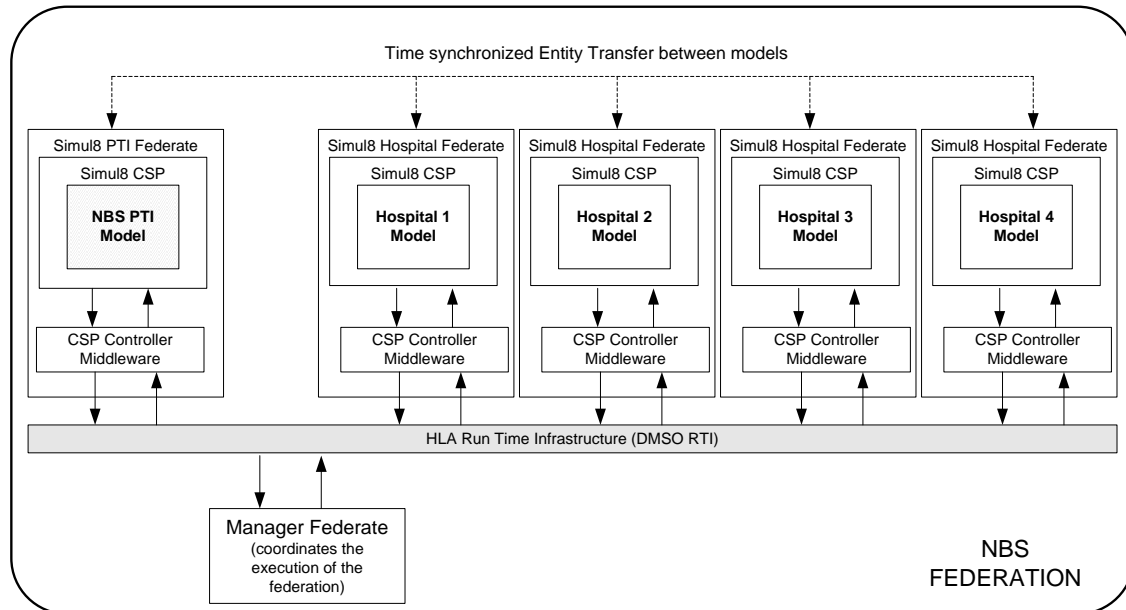 Time synchronized Entity Transfer between models
Simul8 PTI Federate
Simul8 CSP
NBS PTI
Model
CSP Controller
Middleware
Simul8 Hospital Federate
Simul8 CSP
Hospital 1
Model
CSP Controller
Middleware
Simul8 Hospital Federate
Simul8 CSP
Hospital 2
Model
CSP Controller
Middleware
Simul8 Hospital Federate
Simul8 CSP
Hospital 3
Model
CSP Controller
Middleware
Simul8 Hospital Federate
Simul8 CSP
Hospital 4
Model
CSP Controller
Middleware
HLA Run Time Infrastructure (DMSO RTI)
Manager Federate
(coordinates the
execution of the
federation)
NBS
FEDERATION